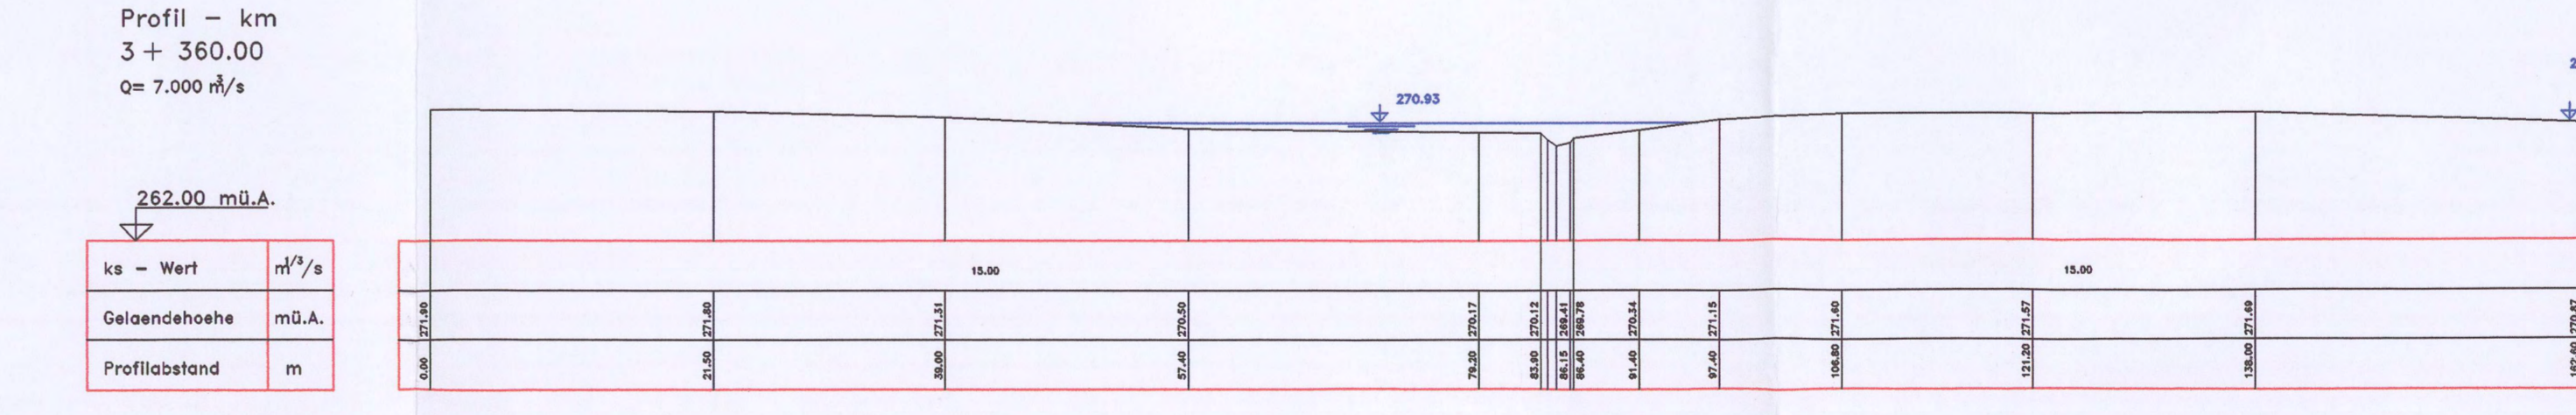 Profil - km
3 + 360.00
Q= 7.000 m³/s
270.93
262.00 mü.A.
ks - Wert m^1/3/s 15.00 15.00
Gelaendehoehe mü.A. 271.90 271.80 271.31 270.50 270.17 270.12 269.41 269.78 270.34 271.15 271.60 271.57 271.69
Profilabstand m 0.00 21.50 39.00 57.40 79.20 83.90 86.15 86.40 91.40 97.40 106.80 121.20 138.00